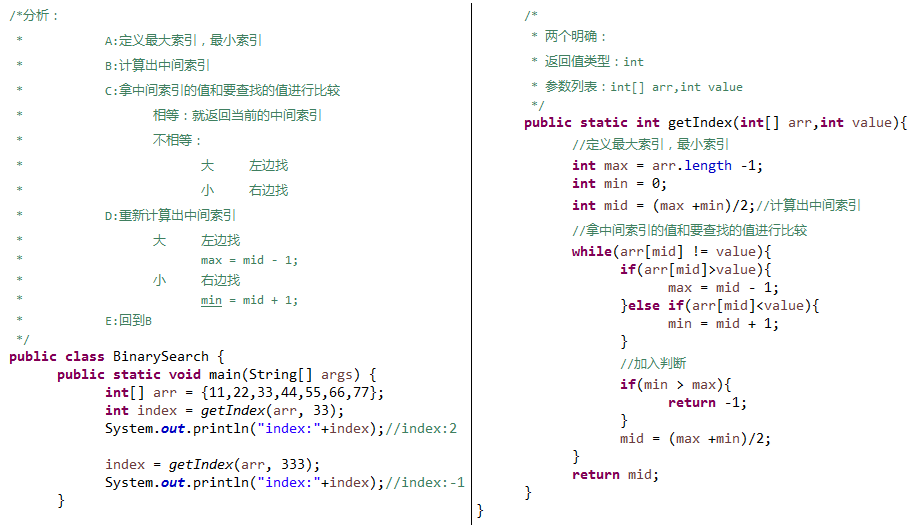 /*分析：
 *          A:定义最大索引，最小索引
 *          B:计算出中间索引
 *          C:拿中间索引的值和要查找的值进行比较
 *                相等：就返回当前的中间索引
 *                不相等：
 *                      大    左边找
 *                      小    右边找
 *          D:重新计算出中间索引
 *                大    左边找
 *                      max = mid - 1;
 *                小    右边找
 *                      min = mid + 1;
 *          E:回到B
 */
public class BinarySearch {
      public static void main(String[] args) {
            int[] arr = {11,22,33,44,55,66,77};
            int index = getIndex(arr, 33);
            System.out.println("index:"+index);//index:2
            index = getIndex(arr, 333);
            System.out.println("index:"+index);//index:-1
      }
      /*
       * 两个明确：
       * 返回值类型：int
       * 参数列表：int[] arr,int value
       */
      public static int getIndex(int[] arr,int value){
            //定义最大索引，最小索引
            int max = arr.length -1;
            int min = 0;
            int mid = (max +min)/2;//计算出中间索引
            //拿中间索引的值和要查找的值进行比较
            while(arr[mid] != value){
                  if(arr[mid]>value){
                        max = mid - 1;
                  }else if(arr[mid]<value){
                        min = mid + 1;
                  }
                  //加入判断
                  if(min > max){
                        return -1;
                  }
                  mid = (max +min)/2;
            }
            return mid;
      }
}